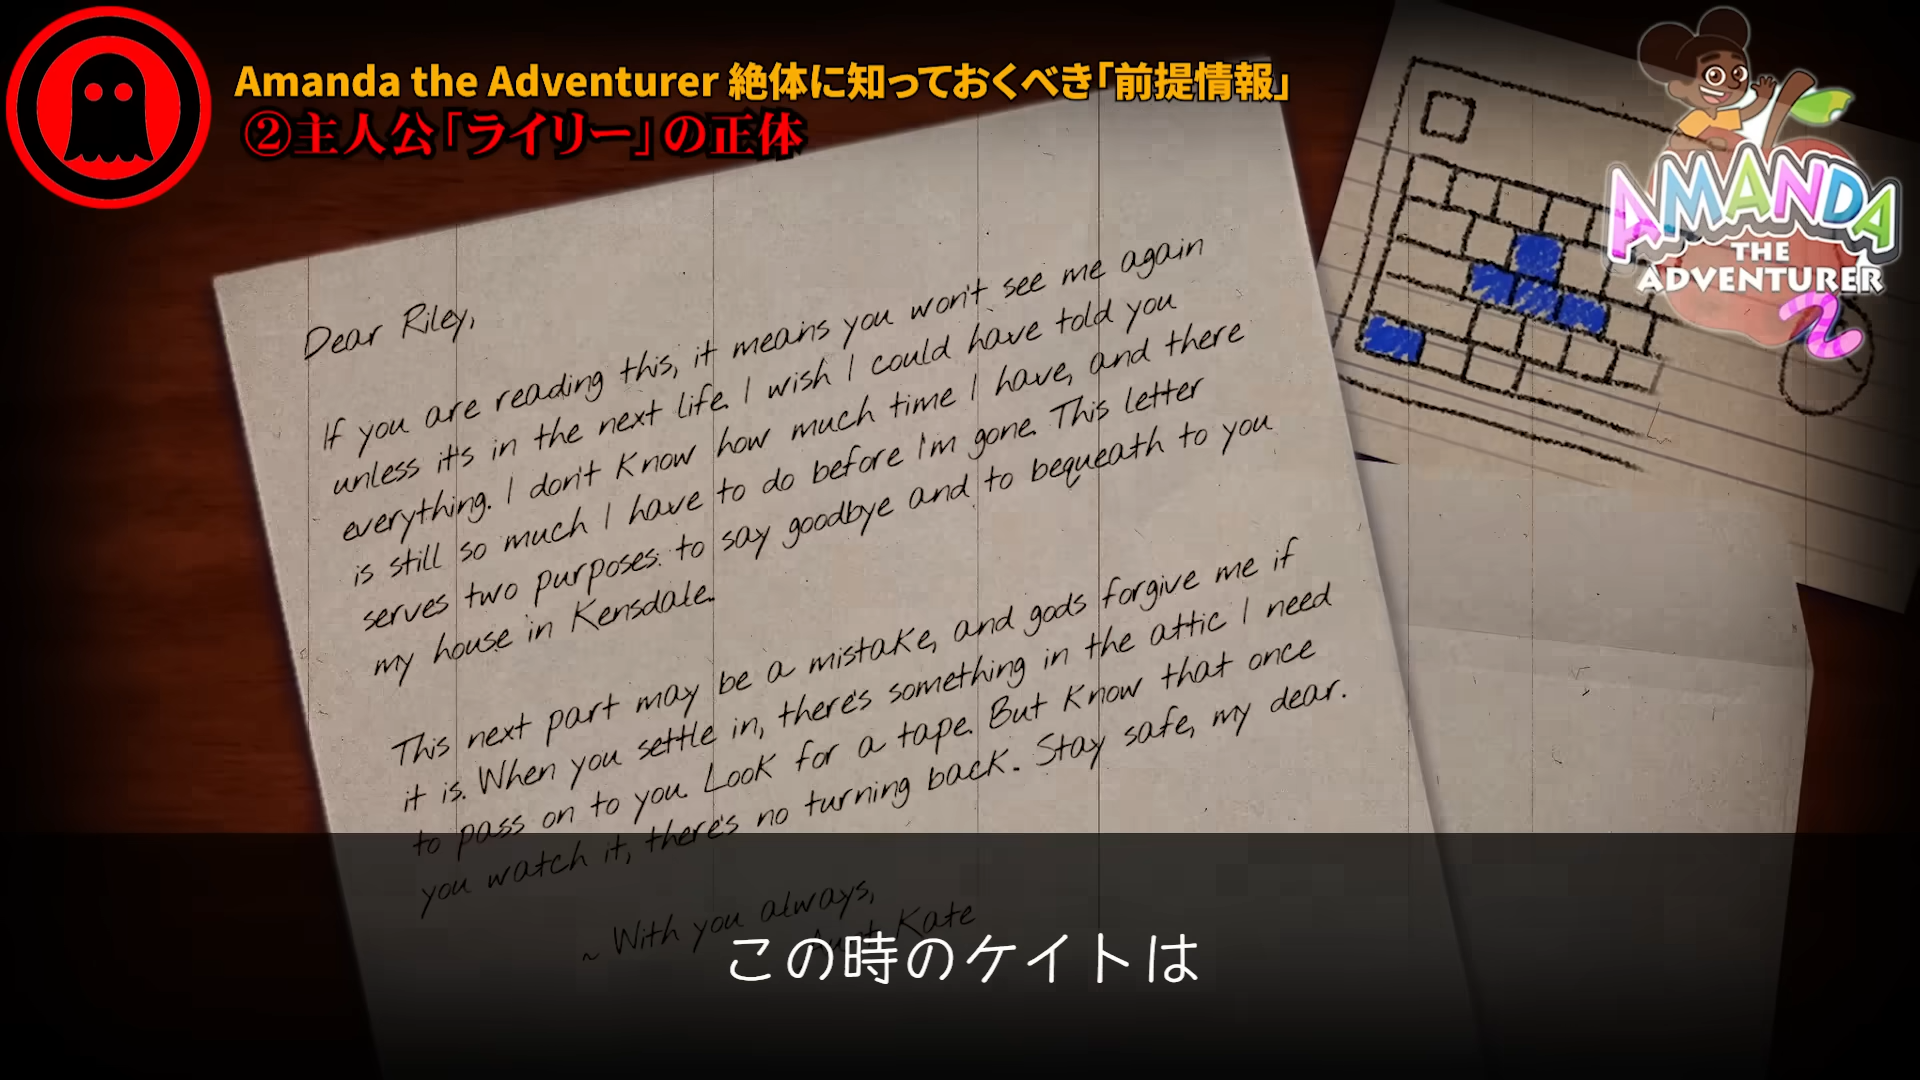 Amanda the Adventurer 絶体に知っておくべき「前提情報」
②主人公「ライリー」の正体
AMANDA
THE
ADVENTURER
2
Dear Riley,
If you are reading this, it means you won't see me again
unless it's in the next life. I wish I could have told you
everything. I don't know how much time I have, and there
is still so much I have to do before I'm gone. This letter
serves two purposes: to say goodbye and to bequeath to you
my house in Kensdale.
This next part may be a mistake, and gods forgive me if
it is. When you settle in, there's something in the attic I need
to pass on to you. Look for a tape. But know that once
you watch it, there's no turning back. Stay safe, my dear.
~ With you always,
Aunt Kate
この時のケイトは